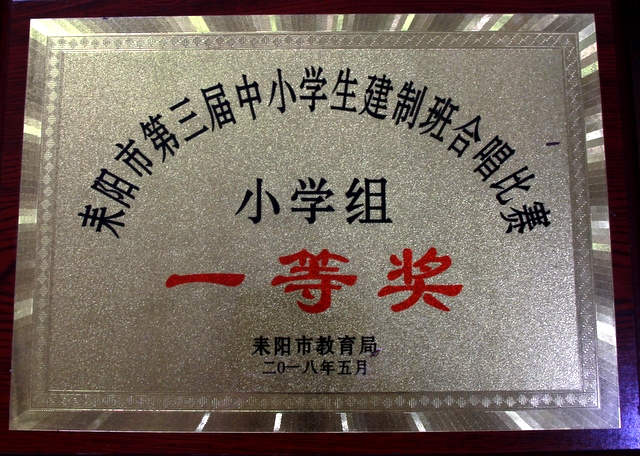 耒阳市第三届中小学生建制班合唱比赛
小学组
一等奖
耒阳市教育局
二〇一八年五月